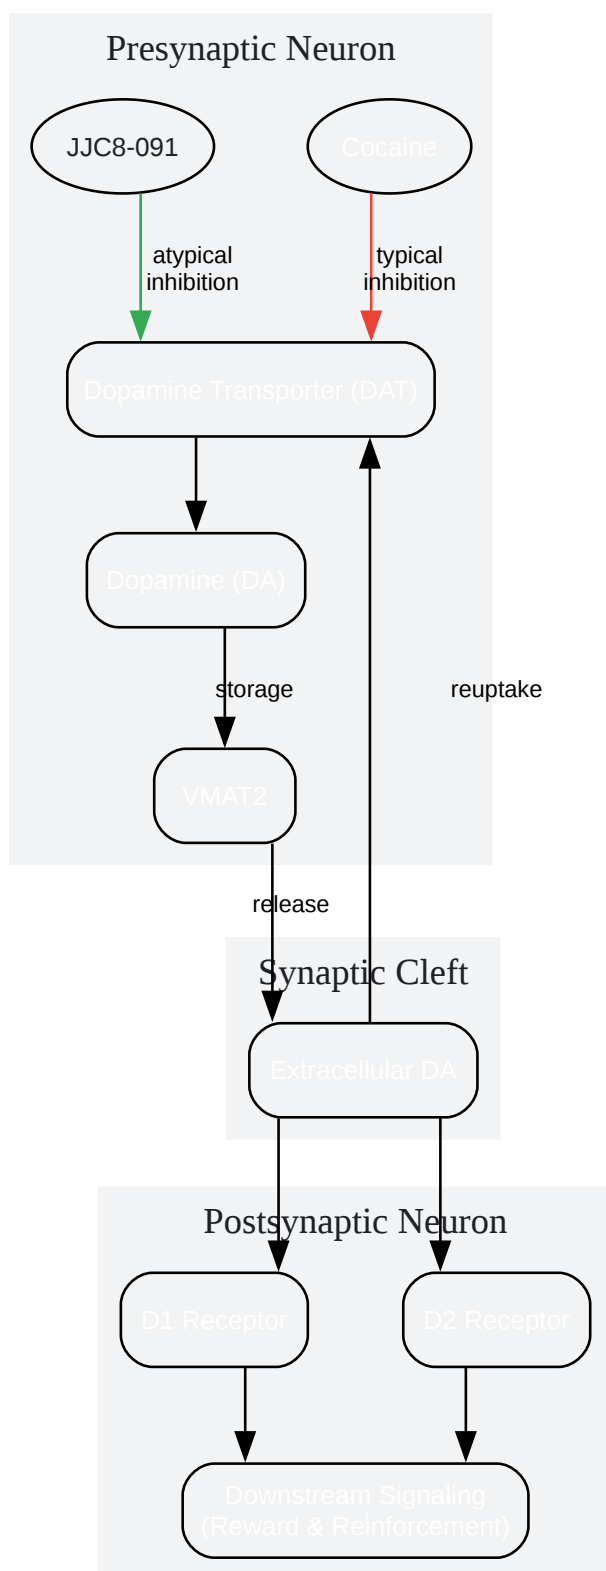 Presynaptic Neuron
JJC8-091
Cocaine
atypical
inhibition
typical
inhibition
Dopamine Transporter (DAT)
Dopamine (DA)
storage
reuptake
VMAT2
release
Synaptic Cleft
Extracellular DA
Postsynaptic Neuron
D1 Receptor
D2 Receptor
Downstream Signaling
(Reward & Reinforcement)